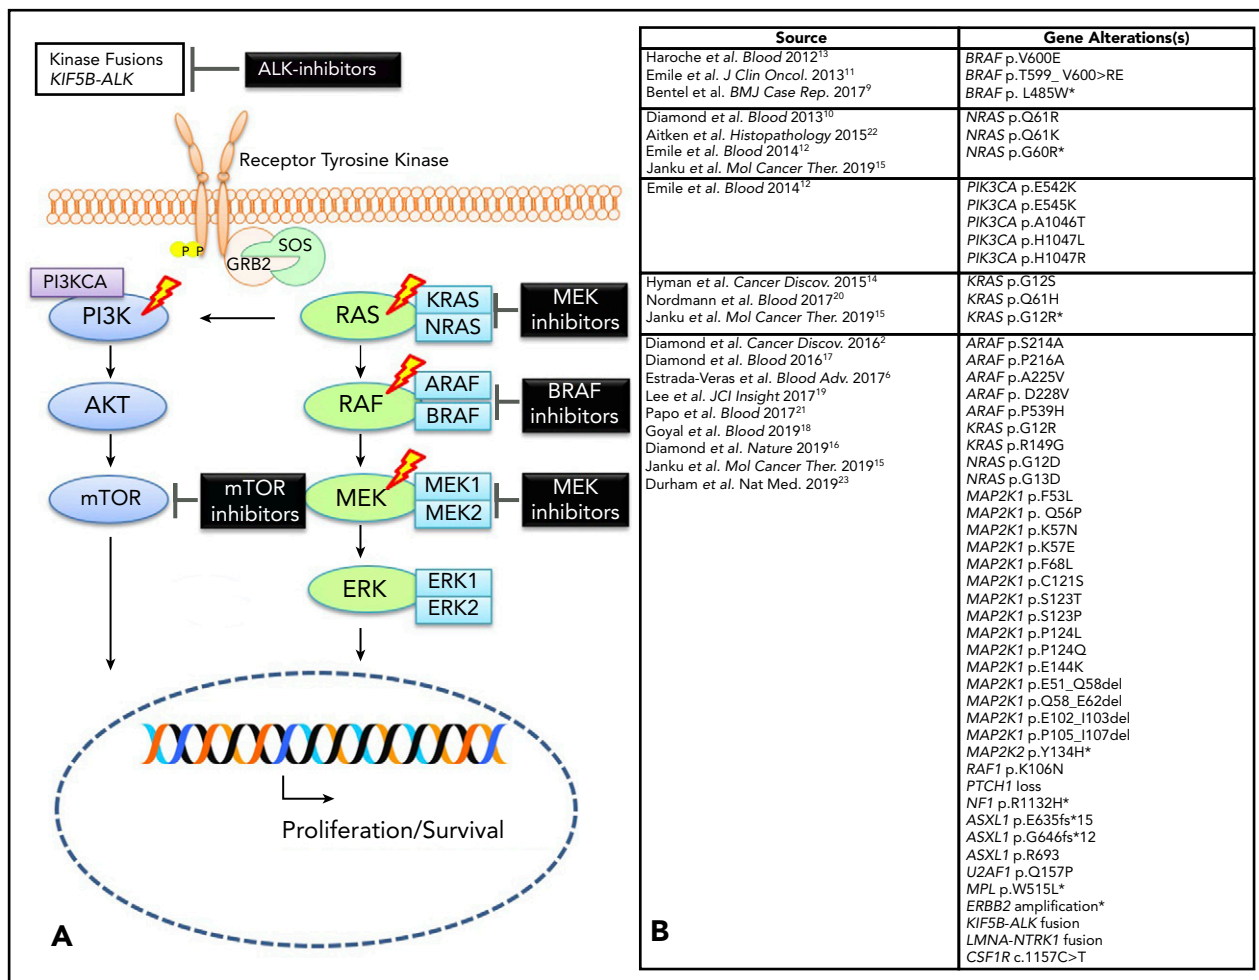 Kinase Fusions
KIF5B-ALK
ALK-inhibitors
Receptor Tyrosine Kinase
P P
SOS
GRB2
PI3KCA
PI3K
RAS
KRAS
NRAS
MEK
inhibitors
AKT
RAF
ARAF
BRAF
BRAF
inhibitors
mTOR
mTOR
inhibitors
MEK
MEK1
MEK2
MEK
inhibitors
ERK
ERK1
ERK2
Proliferation/Survival
A
Source
Gene Alterations(s)
Haroche et al. Blood 2012¹³
Emile et al. J Clin Oncol. 2013¹¹
Bentel et al. BMJ Case Rep. 2017⁹
BRAF p.V600E
BRAF p.T599_ V600>RE
BRAF p. L485W*
Diamond et al. Blood 2013¹⁰
Aitken et al. Histopathology 2015²²
Emile et al. Blood 2014¹²
Janku et al. Mol Cancer Ther. 2019¹⁵
NRAS p.Q61R
NRAS p.Q61K
NRAS p.G60R*
Emile et al. Blood 2014¹²
PIK3CA p.E542K
PIK3CA p.E545K
PIK3CA p.A1046T
PIK3CA p.H1047L
PIK3CA p.H1047R
Hyman et al. Cancer Discov. 2015¹⁴
Nordmann et al. Blood 2017²⁰
Janku et al. Mol Cancer Ther. 2019¹⁵
KRAS p.G12S
KRAS p.Q61H
KRAS p.G12R*
Diamond et al. Cancer Discov. 2016²
Diamond et al. Blood 2016¹⁷
Estrada-Veras et al. Blood Adv. 2017⁶
Lee et al. JCI Insight 2017¹⁹
Papo et al. Blood 2017²¹
Goyal et al. Blood 2019¹⁸
Diamond et al. Nature 2019¹⁶
Janku et al. Mol Cancer Ther. 2019¹⁵
Durham et al. Nat Med. 2019²³
ARAF p.S214A
ARAF p.P216A
ARAF p.A225V
ARAF p. D228V
ARAF p.P539H
KRAS p.G12R
KRAS p.R149G
NRAS p.G12D
NRAS p.G13D
MAP2K1 p.F53L
MAP2K1 p. Q56P
MAP2K1 p.K57N
MAP2K1 p.K57E
MAP2K1 p.F68L
MAP2K1 p.C121S
MAP2K1 p.S123T
MAP2K1 p.S123P
MAP2K1 p.P124L
MAP2K1 p.P124Q
MAP2K1 p.E144K
MAP2K1 p.E51_Q58del
MAP2K1 p.Q58_E62del
MAP2K1 p.E102_I103del
MAP2K1 p.P105_I107del
MAP2K2 p.Y134H*
RAF1 p.K106N
PTCH1 loss
NF1 p.R1132H*
ASXL1 p.E635fs*15
ASXL1 p.G646fs*12
ASXL1 p.R693
U2AF1 p.Q157P
MPL p.W515L*
ERBB2 amplification*
KIF5B-ALK fusion
LMNA-NTRK1 fusion
CSF1R c.1157C>T
B